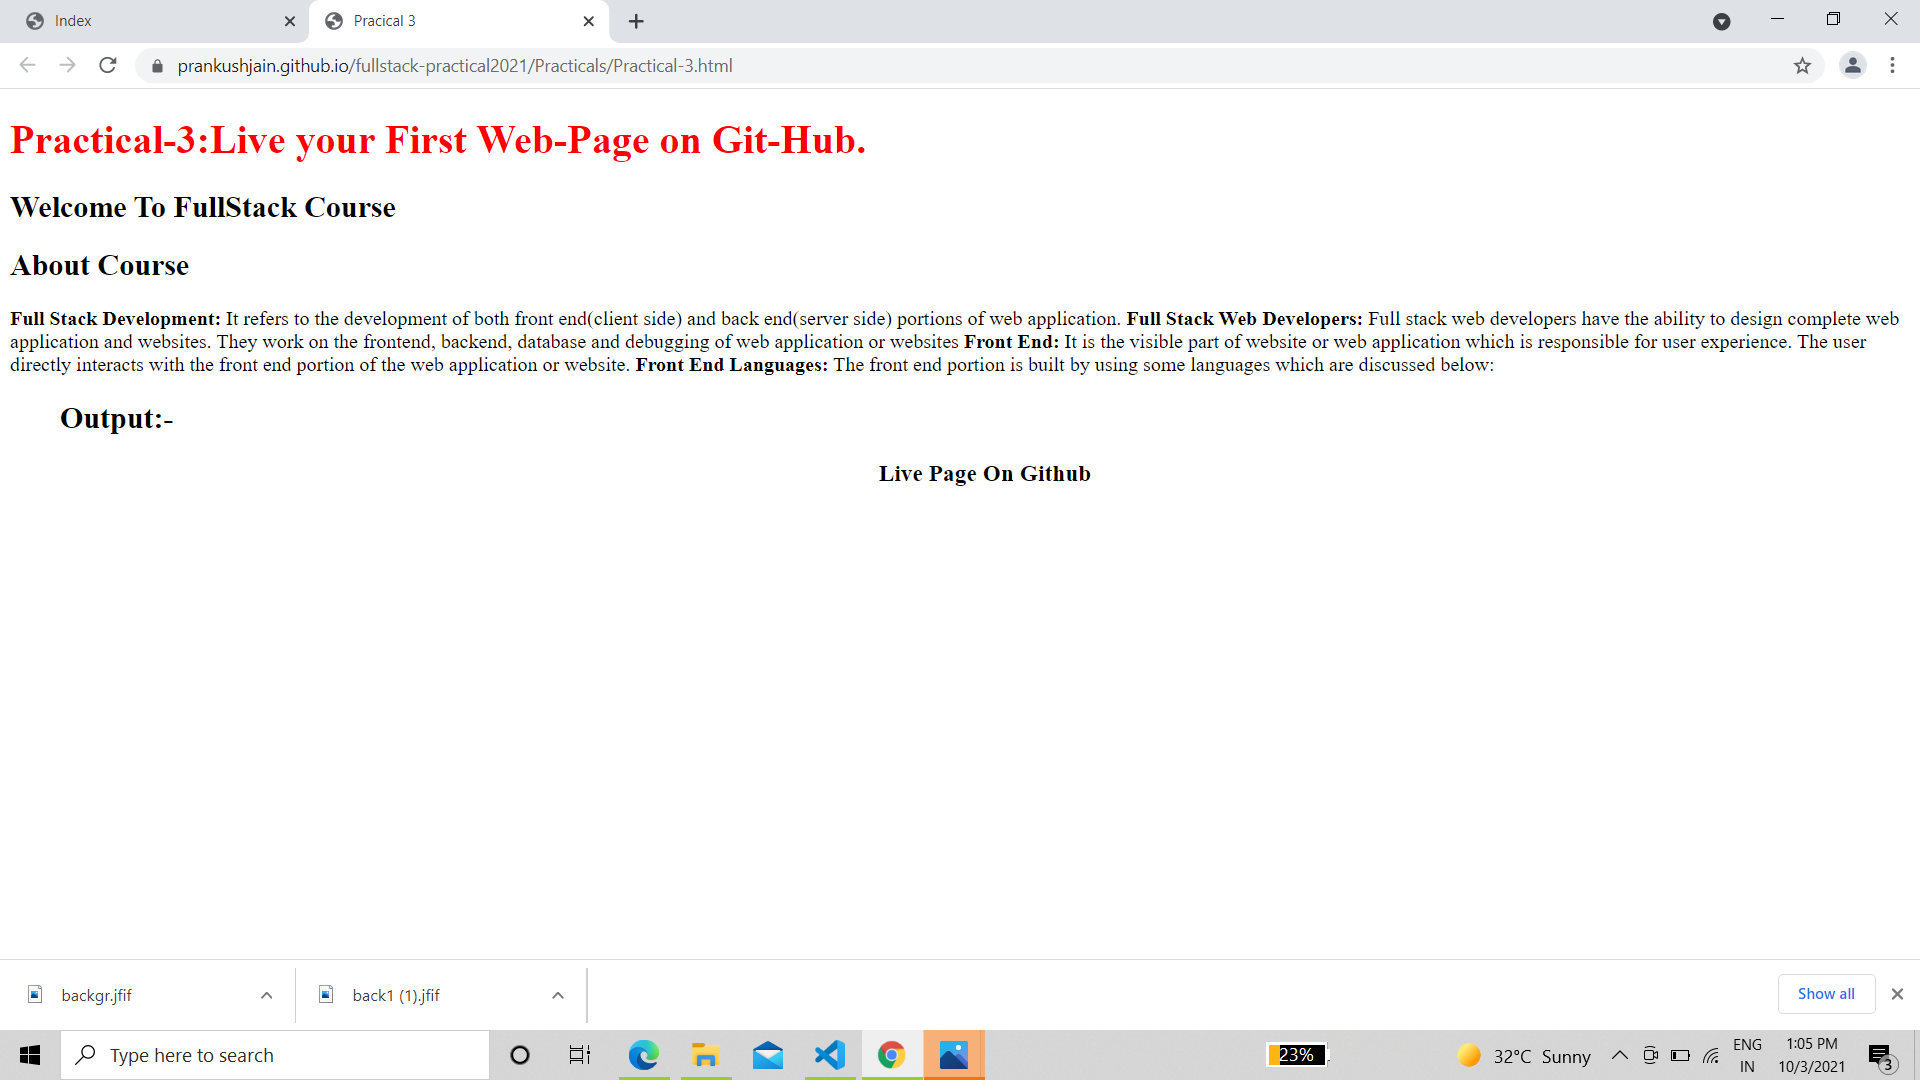 Index
Pracical 3
prankushjain.github.io/fullstack-practical2021/Practicals/Practical-3.html
Practical-3:Live your First Web-Page on Git-Hub.
Welcome To FullStack Course
About Course
Full Stack Development: It refers to the development of both front end(client side) and back end(server side) portions of web application. Full Stack Web Developers: Full stack web developers have the ability to design complete web
application and websites. They work on the frontend, backend, database and debugging of web application or websites Front End: It is the visible part of website or web application which is responsible for user experience. The user
directly interacts with the front end portion of the web application or website. Front End Languages: The front end portion is built by using some languages which are discussed below:
Output:-
Live Page On Github
backgr.jfif
back1 (1).jfif
Show all
Type here to search
23%
32°C Sunny
ENG
IN
1:05 PM
10/3/2021
3